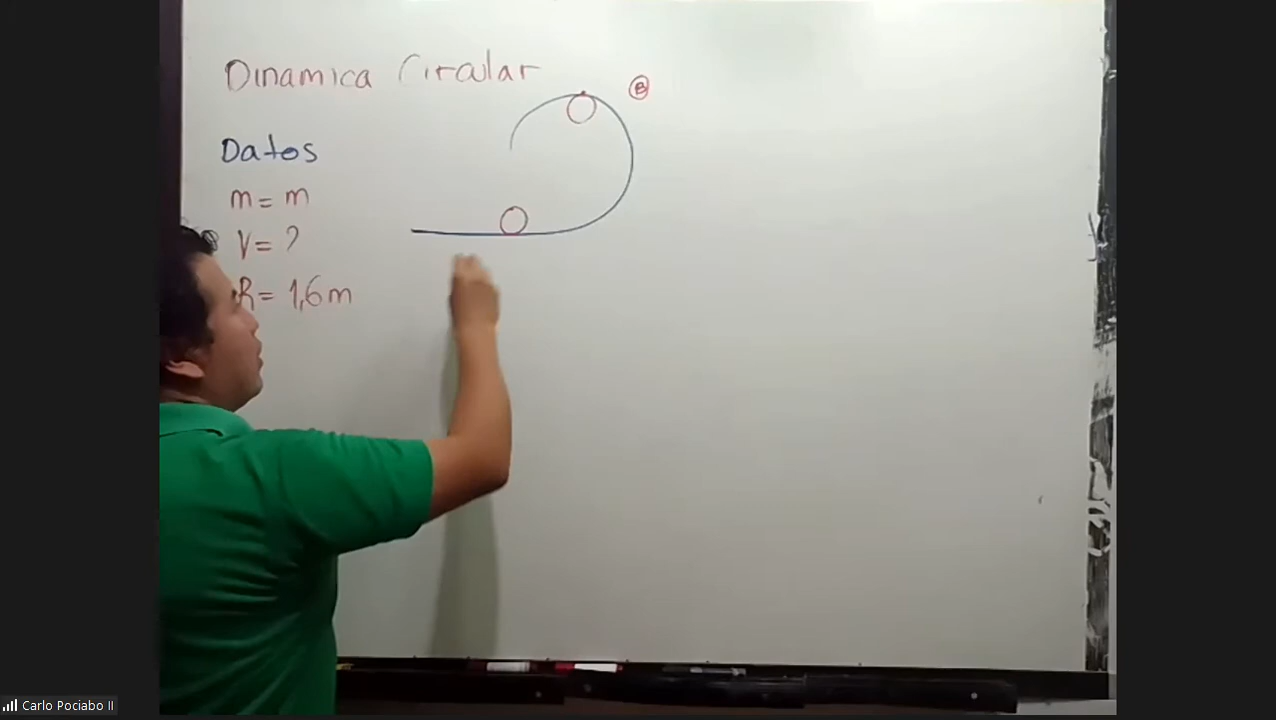 Dinamica Circular
B
Datos
m = m
V = ?
R = 1,6 m
Carlo Pociabo II